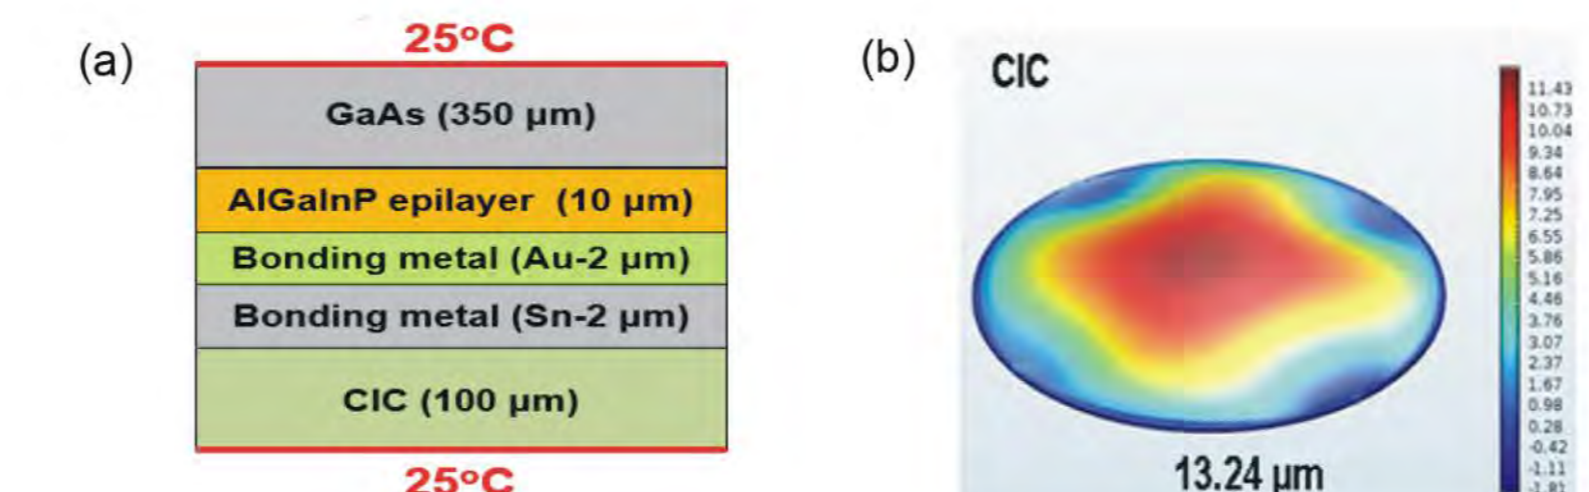 (a)
25°C
GaAs (350 µm)
AlGaInP epilayer (10 µm)
Bonding metal (Au-2 µm)
Bonding metal (Sn-2 µm)
CIC (100 µm)
25°C
(b)
CIC
11.43
10.73
10.04
9.34
8.64
7.95
7.25
6.55
5.86
5.16
4.46
3.76
3.07
2.37
1.67
0.98
0.28
-0.42
-1.11
-1.81
13.24 µm